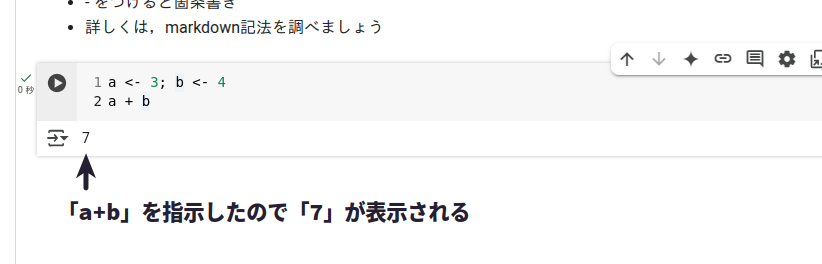 - をつけると箇条書き
詳しくは，markdown記法を調べましょう
0 秒
1 a <- 3; b <- 4
2 a + b
7
「a+b」を指示したので「7」が表示される